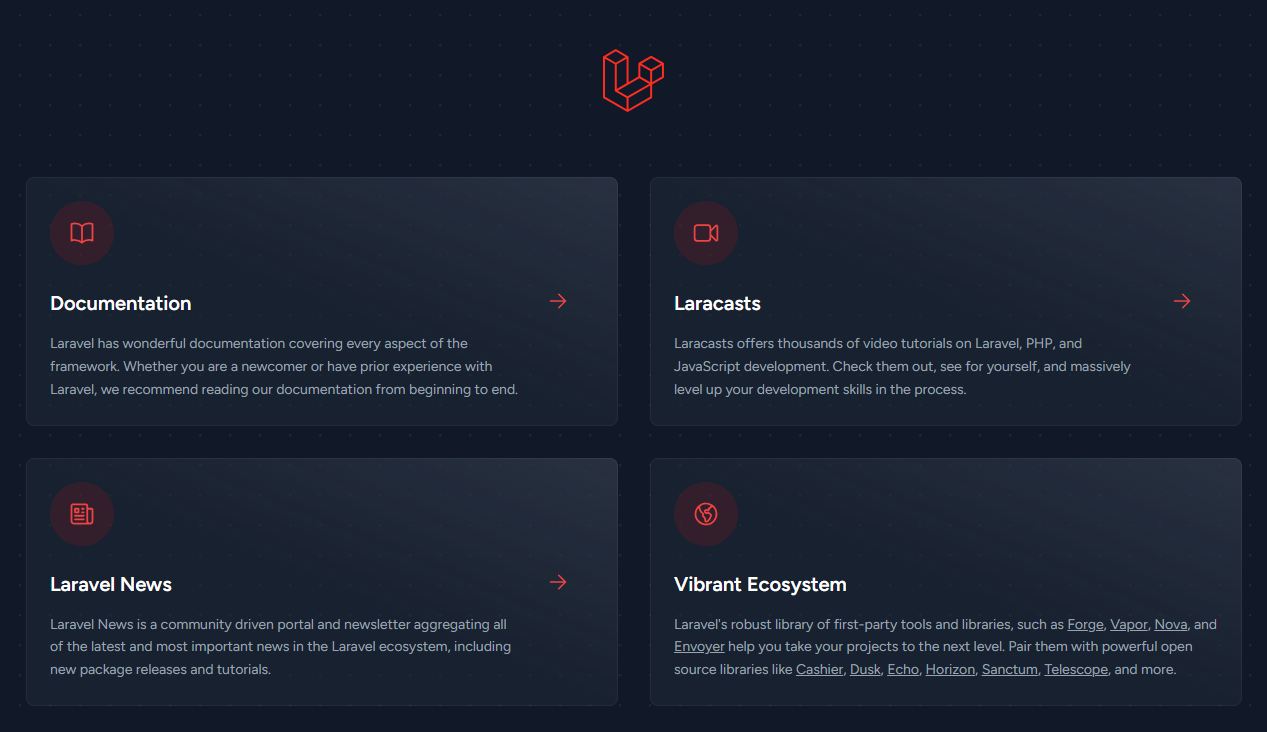 Documentation
Laravel has wonderful documentation covering every aspect of the
framework. Whether you are a newcomer or have prior experience with
Laravel, we recommend reading our documentation from beginning to end.
Laracasts
Laracasts offers thousands of video tutorials on Laravel, PHP, and
JavaScript development. Check them out, see for yourself, and massively
level up your development skills in the process.
Laravel News
Laravel News is a community driven portal and newsletter aggregating all
of the latest and most important news in the Laravel ecosystem, including
new package releases and tutorials.
Vibrant Ecosystem
Laravel's robust library of first-party tools and libraries, such as Forge, Vapor, Nova, and
Envoyer help you take your projects to the next level. Pair them with powerful open
source libraries like Cashier, Dusk, Echo, Horizon, Sanctum, Telescope, and more.